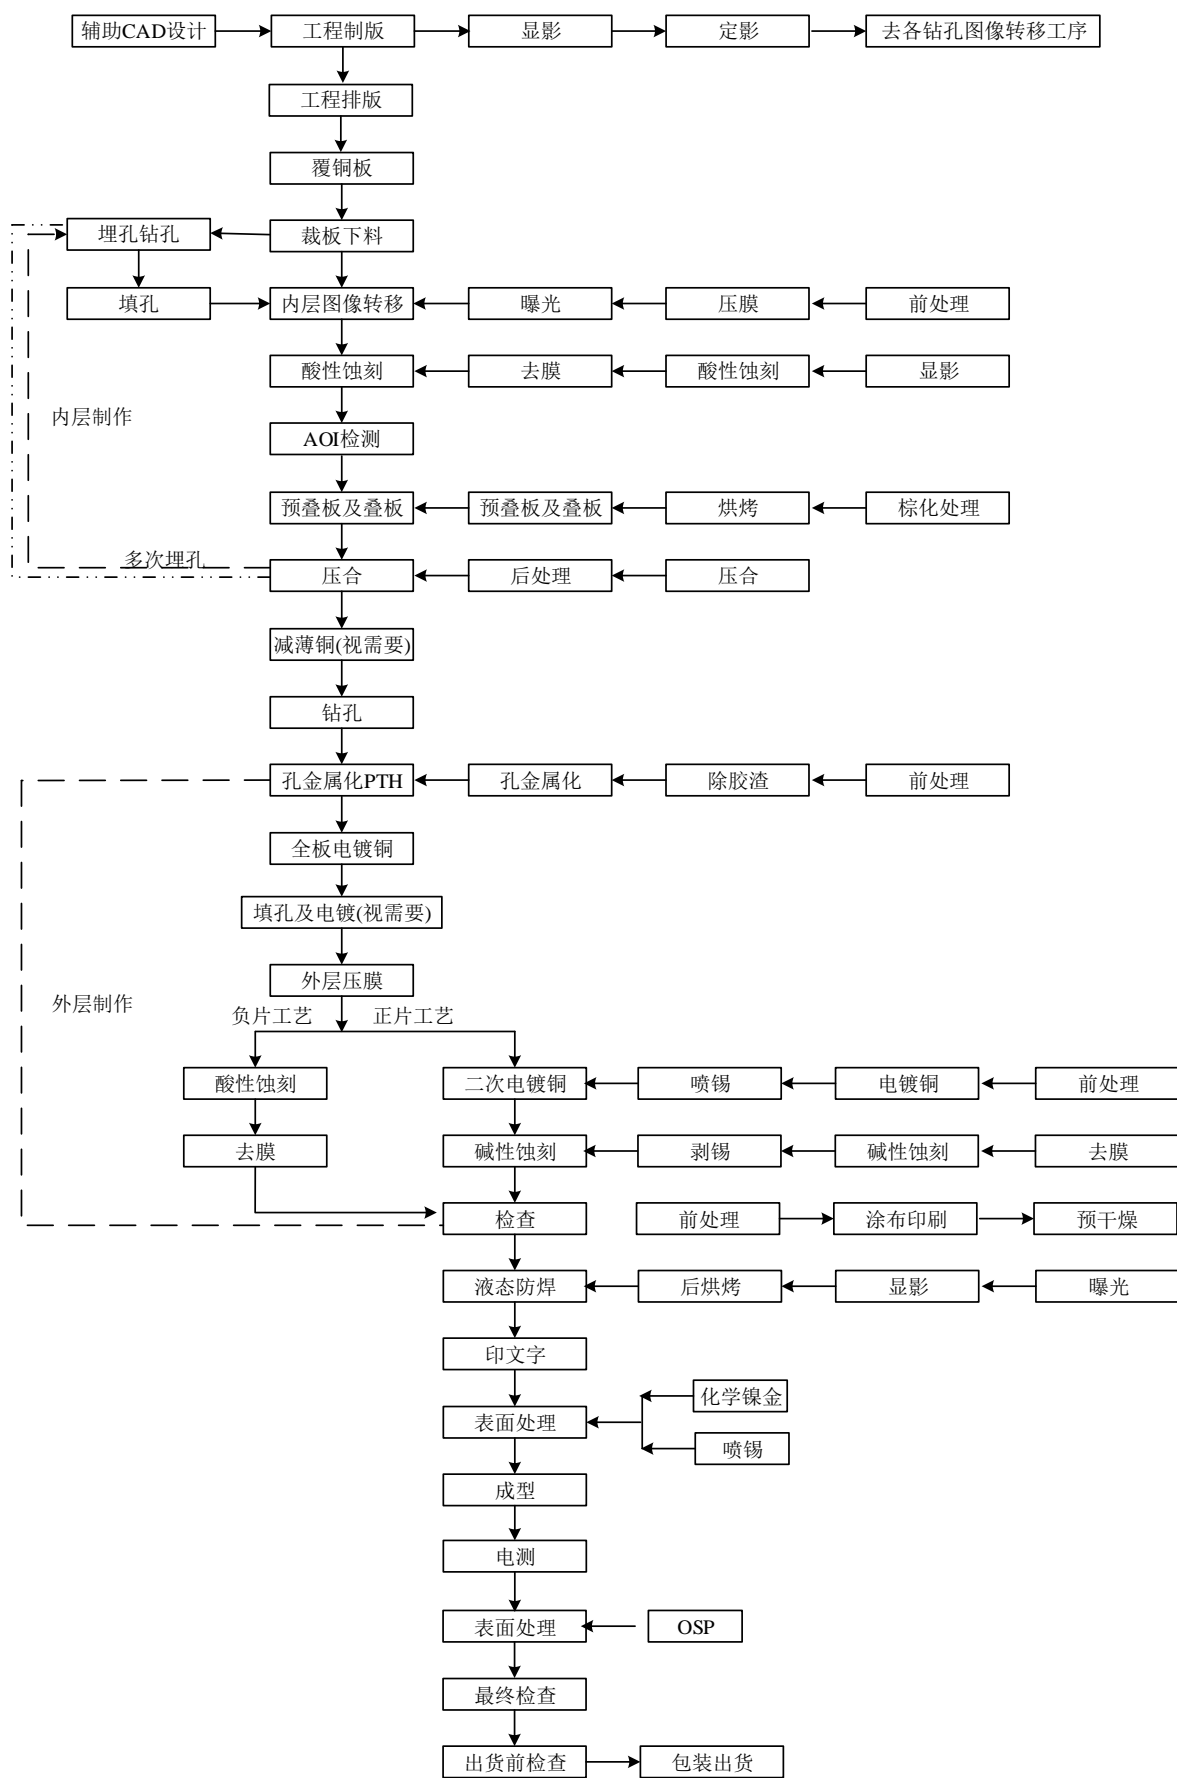 辅助CAD设计 工程制版 显影 定影 去各钻孔图像转移工序
工程排版
覆铜板
埋孔钻孔 裁板下料
填孔 内层图像转移 曝光 压膜 前处理
酸性蚀刻 去膜 酸性蚀刻 显影
内层制作
AOI检测
预叠板及叠板 预叠板及叠板 烘烤 棕化处理
多次埋孔
压合 后处理 压合
减薄铜(视需要)
钻孔
孔金属化PTH 孔金属化 除胶渣 前处理
全板电镀铜
填孔及电镀(视需要)
外层压膜
外层制作
负片工艺 正片工艺
酸性蚀刻 二次电镀铜 喷锡 电镀铜 前处理
去膜 碱性蚀刻 剥锡 碱性蚀刻 去膜
检查 前处理 涂布印刷 预干燥
液态防焊 后烘烤 显影 曝光
印文字
化学镍金
表面处理
喷锡
成型
电测
表面处理 OSP
最终检查
出货前检查 包装出货